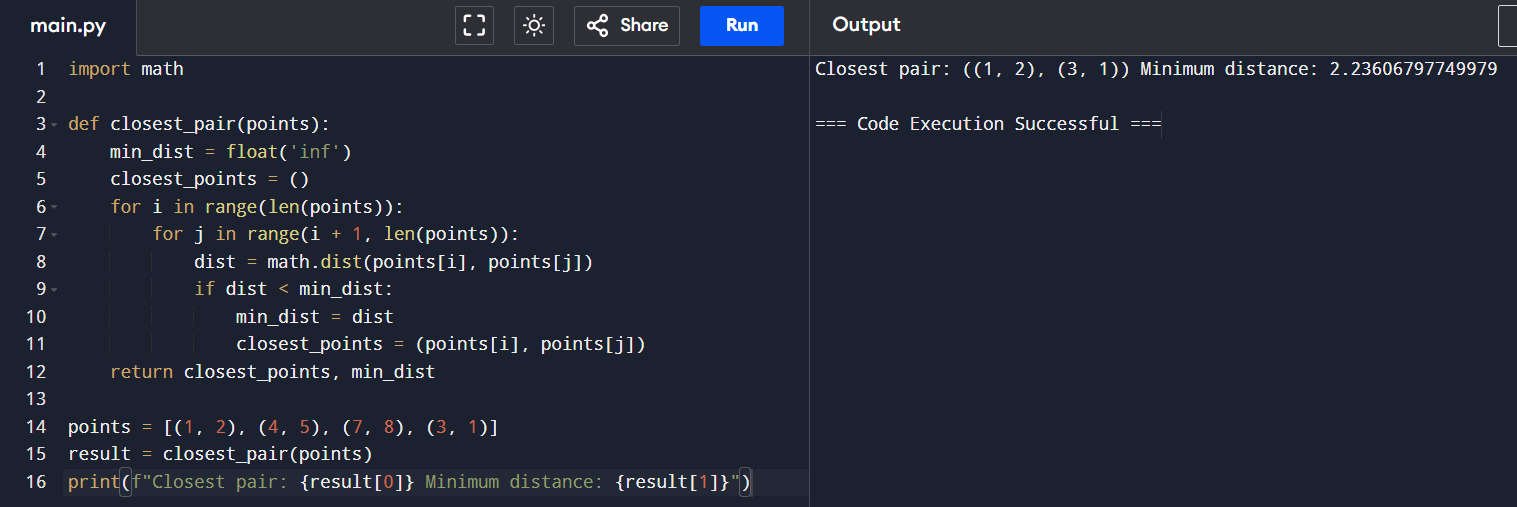 main.py
Share
Run
Output
1 import math
2
3 def closest_pair(points):
4     min_dist = float('inf')
5     closest_points = ()
6     for i in range(len(points)):
7         for j in range(i + 1, len(points)):
8             dist = math.dist(points[i], points[j])
9             if dist < min_dist:
10                 min_dist = dist
11                 closest_points = (points[i], points[j])
12     return closest_points, min_dist
13
14 points = [(1, 2), (4, 5), (7, 8), (3, 1)]
15 result = closest_pair(points)
16 print(f"Closest pair: {result[0]} Minimum distance: {result[1]}")
Closest pair: ((1, 2), (3, 1)) Minimum distance: 2.23606797749979
=== Code Execution Successful ===